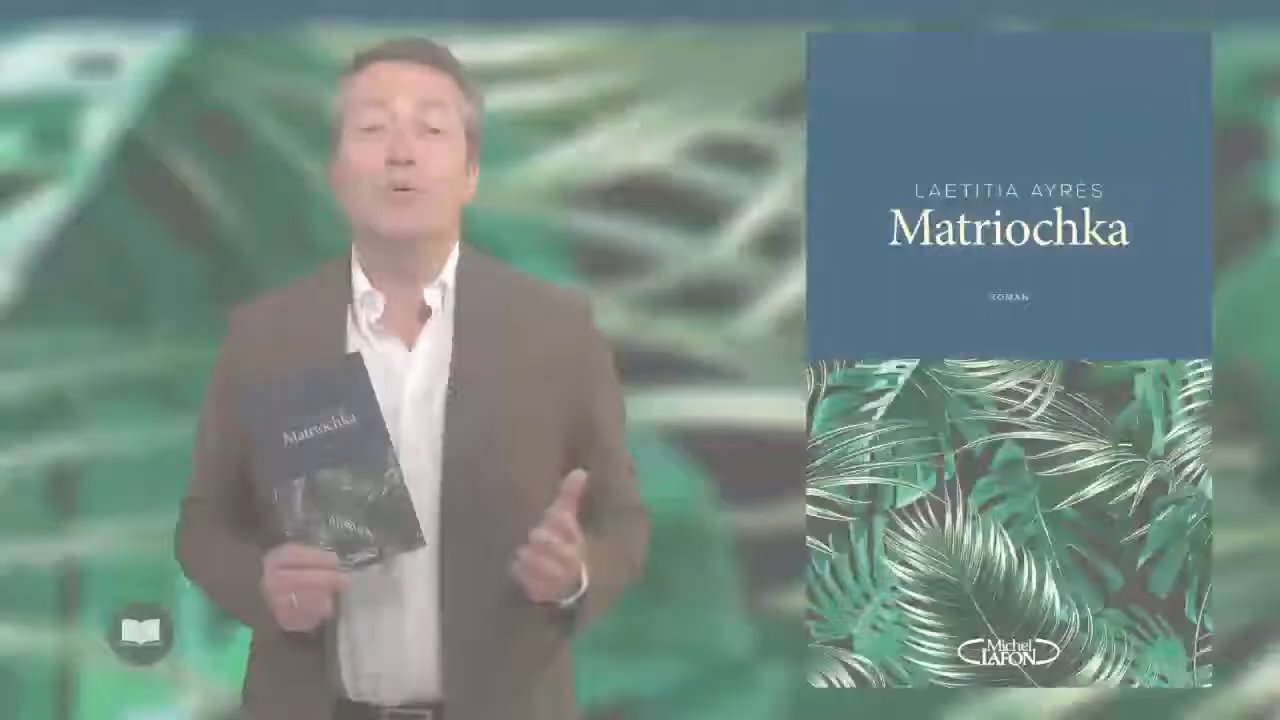 Matriochka
LAETITIA AYRÈS
Matriochka
ROMAN
Michel
LAFON